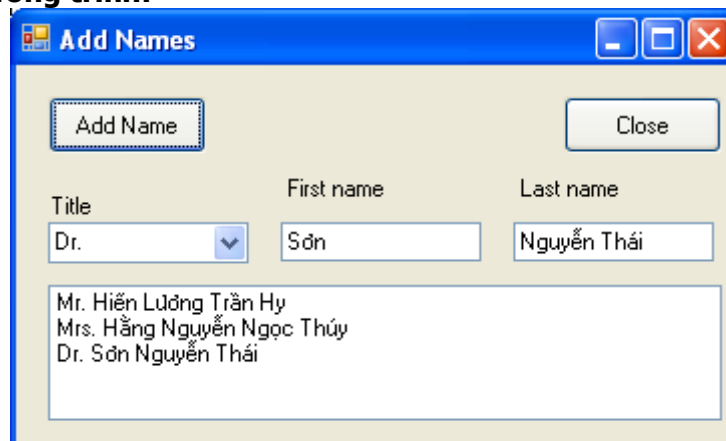 Add Names
Add Name
Close
Title
First name
Last name
Dr.
Sơn
Nguyễn Thái
Mr. Hiến Lương Trần Hy
Mrs. Hằng Nguyễn Ngọc Thúy
Dr. Sơn Nguyễn Thái